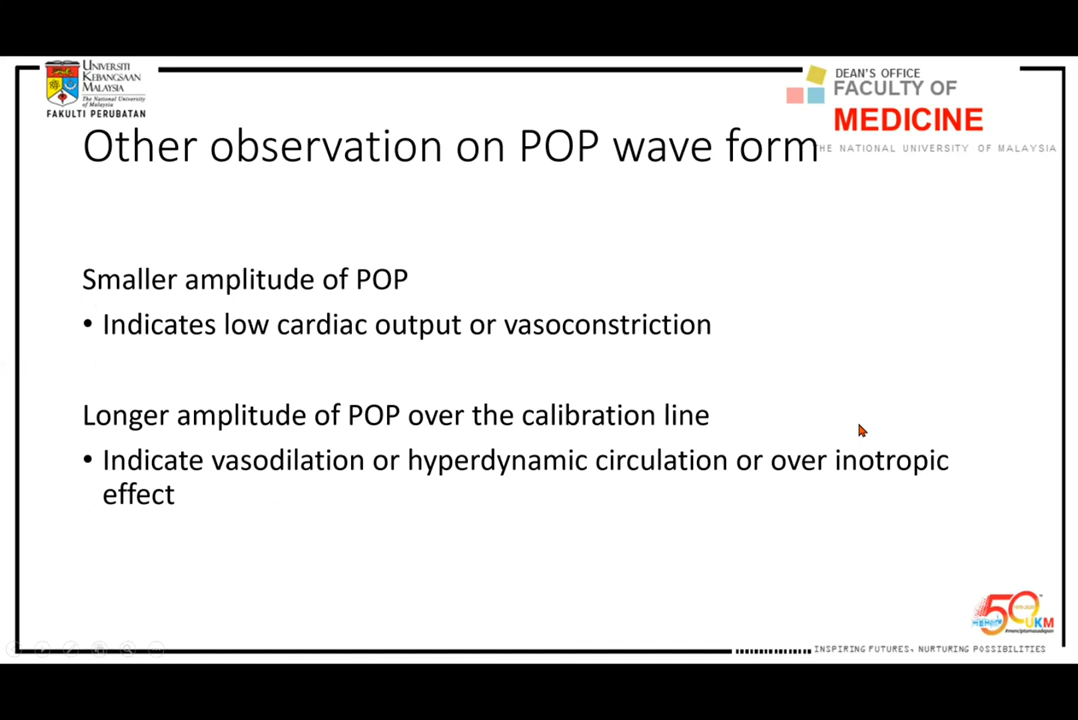 UNIVERSITI
KEBANGSAAN
MALAYSIA
The National University
of Malaysia
FAKULTI PERUBATAN
DEAN'S OFFICE
FACULTY OF
MEDICINE
THE NATIONAL UNIVERSITY OF MALAYSIA
Other observation on POP wave form
Smaller amplitude of POP
• Indicates low cardiac output or vasoconstriction
Longer amplitude of POP over the calibration line
• Indicate vasodilation or hyperdynamic circulation or over inotropic
effect
50
UKM
INSPIRING FUTURES, NURTURING POSSIBILITIES